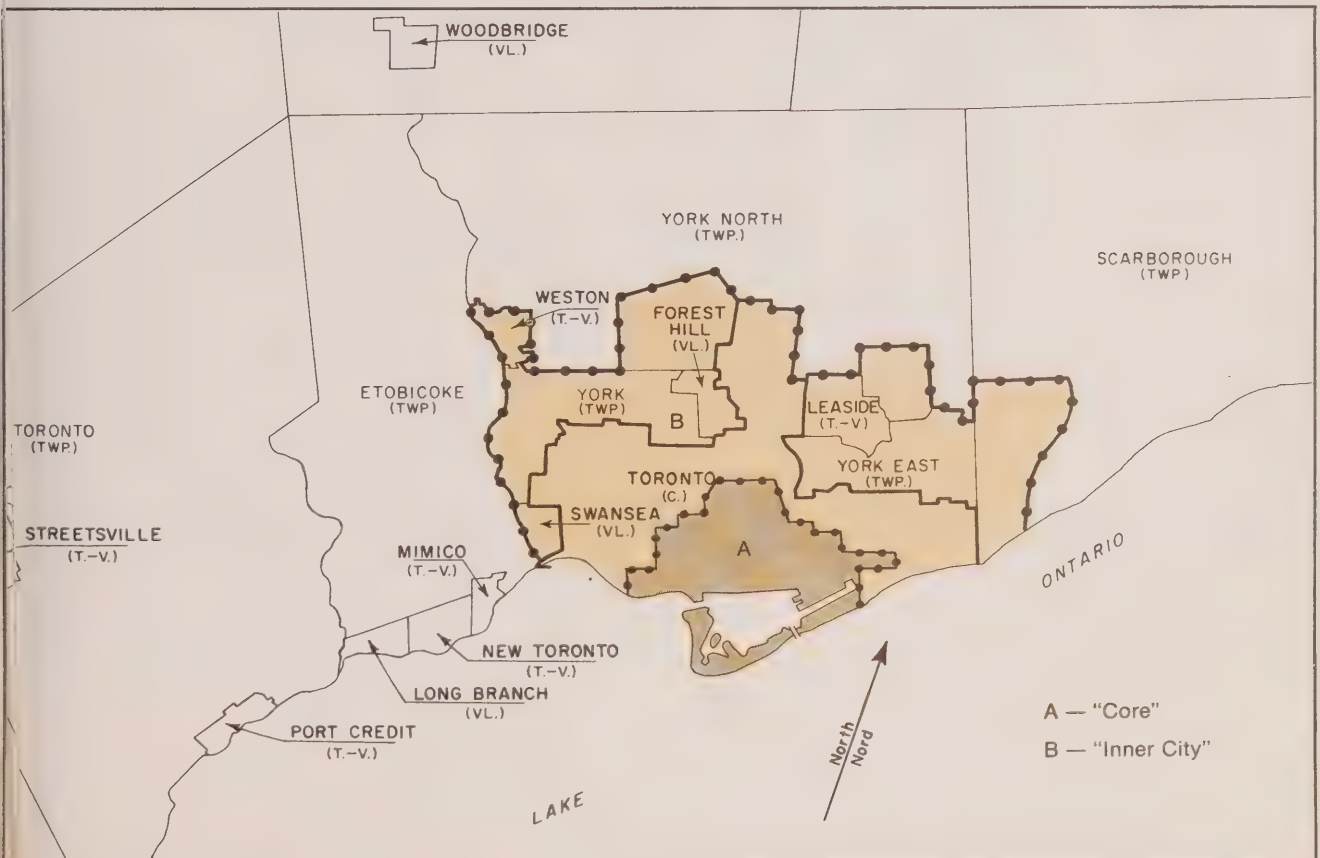 WOODBRIDGE
(VL.)
YORK NORTH
(TWP.)
SCARBOROUGH
(TWP)
WESTON
(T.-V.)
FOREST
HILL
(VL.)
ETOBICOKE
(TWP)
YORK
(TWP)
B
LEASIDE
(T.-V)
TORONTO
(TWP.)
YORK EAST
(TWP.)
TORONTO
(C.)
SWANSEA
(VL.)
STREETSVILLE
(T.-V.)
MIMICO
(T.-V.)
A
ONTARIO
NEW TORONTO
(T.-V.)
LONG BRANCH
(VL.)
PORT CREDIT
(T.-V.)
North
Nord
A — “Core”
B — “Inner City”
LAKE